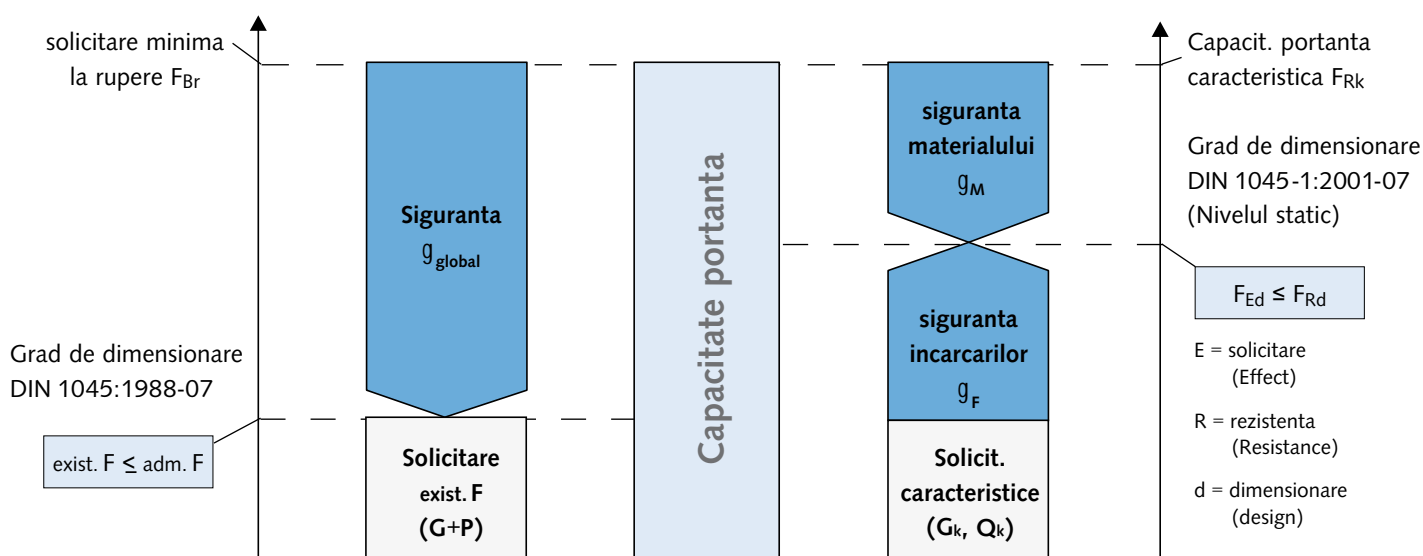 solicitare minima
la rupere FBr
Grad de dimensionare
DIN 1045:1988-07
exist. F ≤ adm. F
Siguranta
gglobal
Solicitare
exist. F
(G+P)
Capacitate portanta
siguranta
materialului
gM
siguranta
incarcarilor
gF
Solicit.
caracteristice
(Gk, Qk)
Capacit. portanta
caracteristica FRk
Grad de dimensionare
DIN 1045-1:2001-07
(Nivelul static)
FEd ≤ FRd
E = solicitare
(Effect)
R = rezistenta
(Resistance)
d = dimensionare
(design)